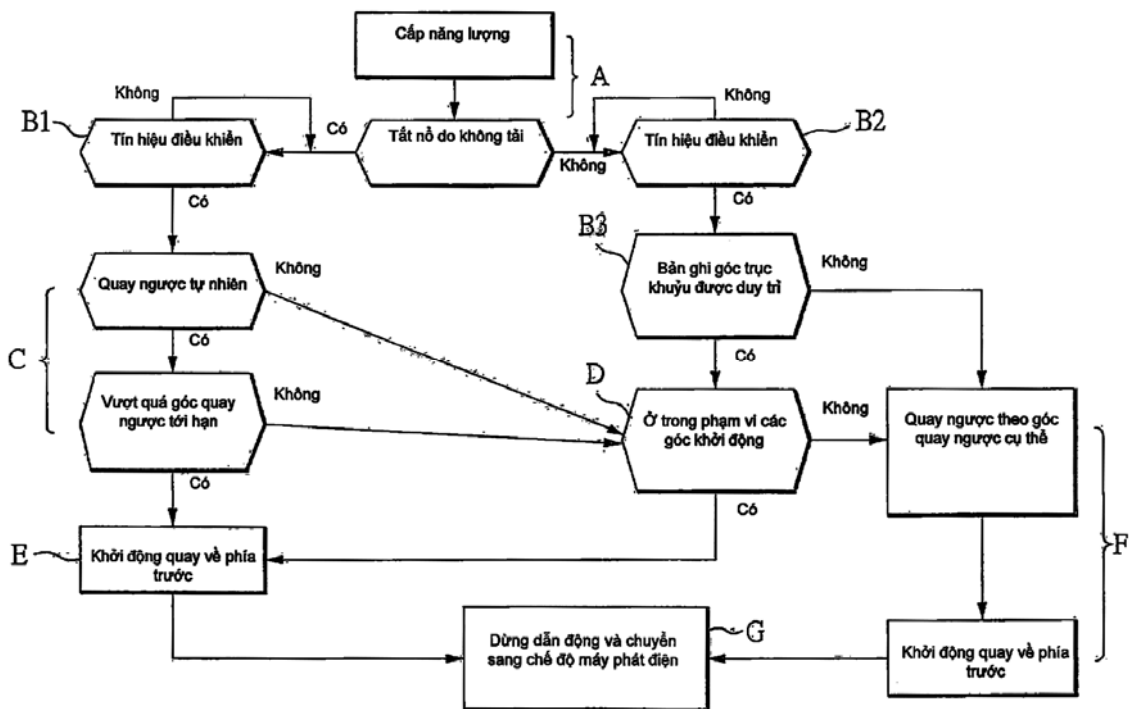 Cấp năng lượng
A
Không
Không
B1
Tín hiệu điều khiển
Có
Tắt nổ do không tải
Không
Tín hiệu điều khiển
B2
Có
Có
B3
Quay ngược tự nhiên
Không
Bản ghi góc trục
khuỷu được duy trì
Không
C
Có
Có
D
Vượt quá góc quay
ngược tới hạn
Không
Ở trong phạm vi các
góc khởi động
Không
Quay ngược theo góc
quay ngược cụ thể
Có
Có
E
Khởi động quay về phía
trước
F
Dừng dẫn động và chuyển
sang chế độ máy phát điện
G
Khởi động quay về phía
trước